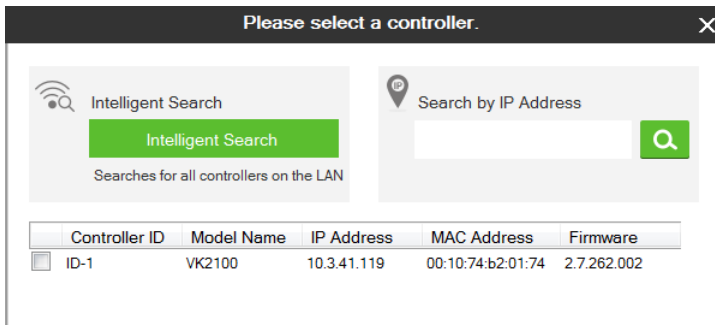 Please select a controller.
Intelligent Search
Intelligent Search
Searches for all controllers on the LAN
IP
Search by IP Address
Controller ID Model Name IP Address MAC Address Firmware
ID-1 VK2100 10.3.41.119 00:10:74:b2:01:74 2.7.262.002